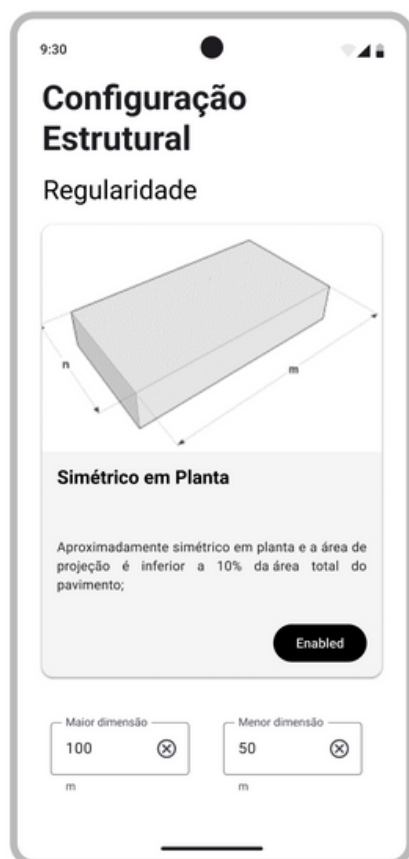 9:30
Configuração
Estrutural
Regularidade
n
m
Simétrico em Planta
Aproximadamente simétrico em planta e a área de
projeção é inferior a 10% da área total do
pavimento;
Enabled
Maior dimensão
100
m
Menor dimensão
50
m